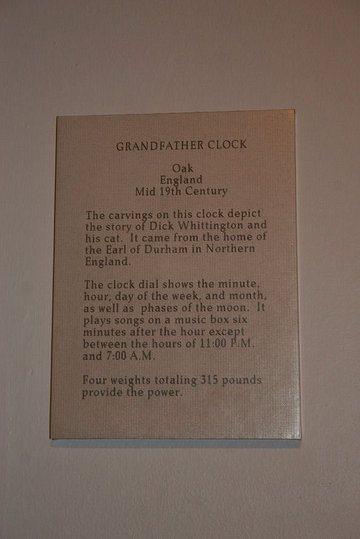 GRANDFATHER CLOCK
Oak
England
Mid 19th Century
The carvings on this clock depict
the story of Dick Whittington and
his cat. It came from the home of
the Earl of Durham in Northern
England.
The clock dial shows the minute,
hour, day of the week, and month,
as well as phases of the moon. It
plays songs on a music box six
minutes after the hour except
between the hours of 11:00 P.M.
and 7:00 A.M.
Four weights totaling 315 pounds
provide the power.